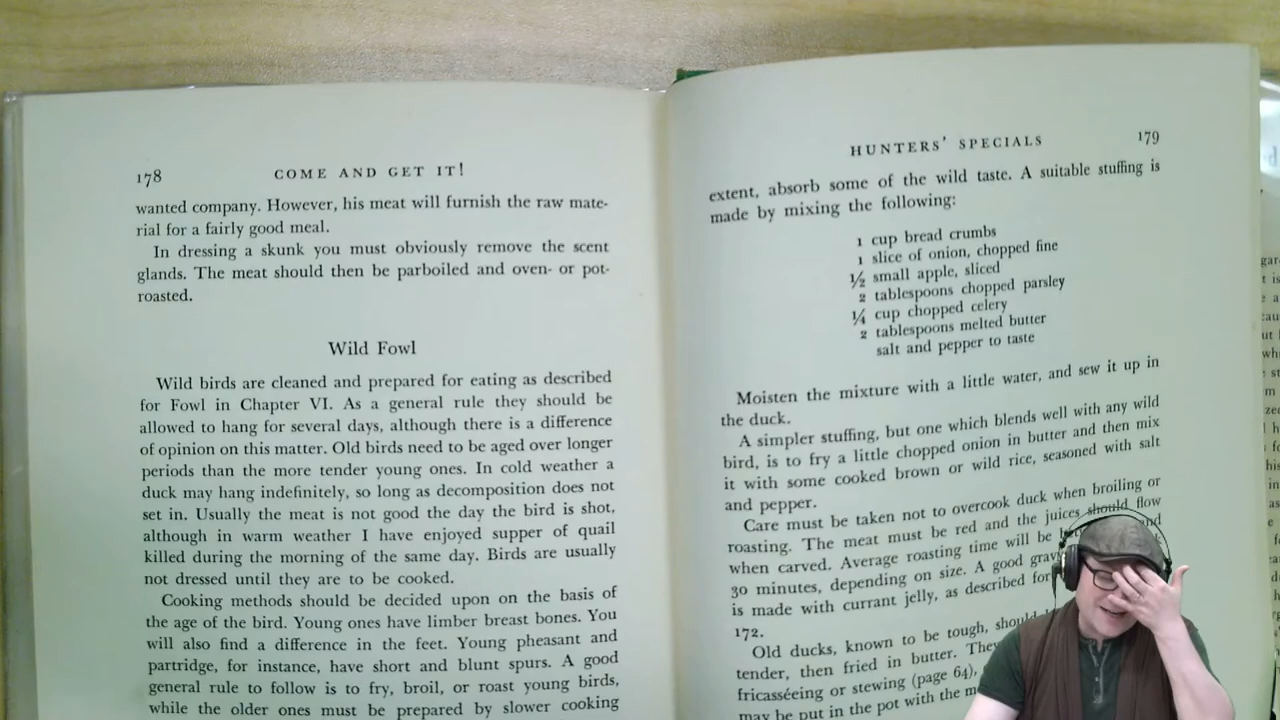 178
COME AND GET IT!
wanted company. However, his meat will furnish the raw mate-
rial for a fairly good meal.
In dressing a skunk you must obviously remove the scent
glands. The meat should then be parboiled and oven- or pot-
roasted.
Wild Fowl
Wild birds are cleaned and prepared for eating as described
for Fowl in Chapter VI. As a general rule they should be
allowed to hang for several days, although there is a difference
of opinion on this matter. Old birds need to be aged over longer
periods than the more tender young ones. In cold weather a
duck may hang indefinitely, so long as decomposition does not
set in. Usually the meat is not good the day the bird is shot,
although in warm weather I have enjoyed supper of quail
killed during the morning of the same day. Birds are usually
not dressed until they are to be cooked.
Cooking methods should be decided upon on the basis of
the age of the bird. Young ones have limber breast bones. You
will also find a difference in the feet. Young pheasant and
partridge, for instance, have short and blunt spurs. A good
general rule to follow is to fry, broil, or roast young birds,
while the older ones must be prepared by slower cooking
HUNTERS' SPECIALS
179
extent, absorb some of the wild taste. A suitable stuffing is
made by mixing the following:
1 cup bread crumbs
1 slice of onion, chopped fine
½ small apple, sliced
2 tablespoons chopped parsley
¼ cup chopped celery
2 tablespoons melted butter
salt and pepper to taste
Moisten the mixture with a little water, and sew it up in
the duck.
A simpler stuffing, but one which blends well with any wild
bird, is to fry a little chopped onion in butter and then mix
it with some cooked brown or wild rice, seasoned with salt
and pepper.
Care must be taken not to overcook duck when broiling or
roasting. The meat must be red and the juices should flow
when carved. Average roasting time will be and
30 minutes, depending on size. A good
is made with currant jelly, as described for
172.
Old ducks, known to be tough,
tender, then fried in butter.
fricasséeing or stewing (page 64),
may be put in the pot with the